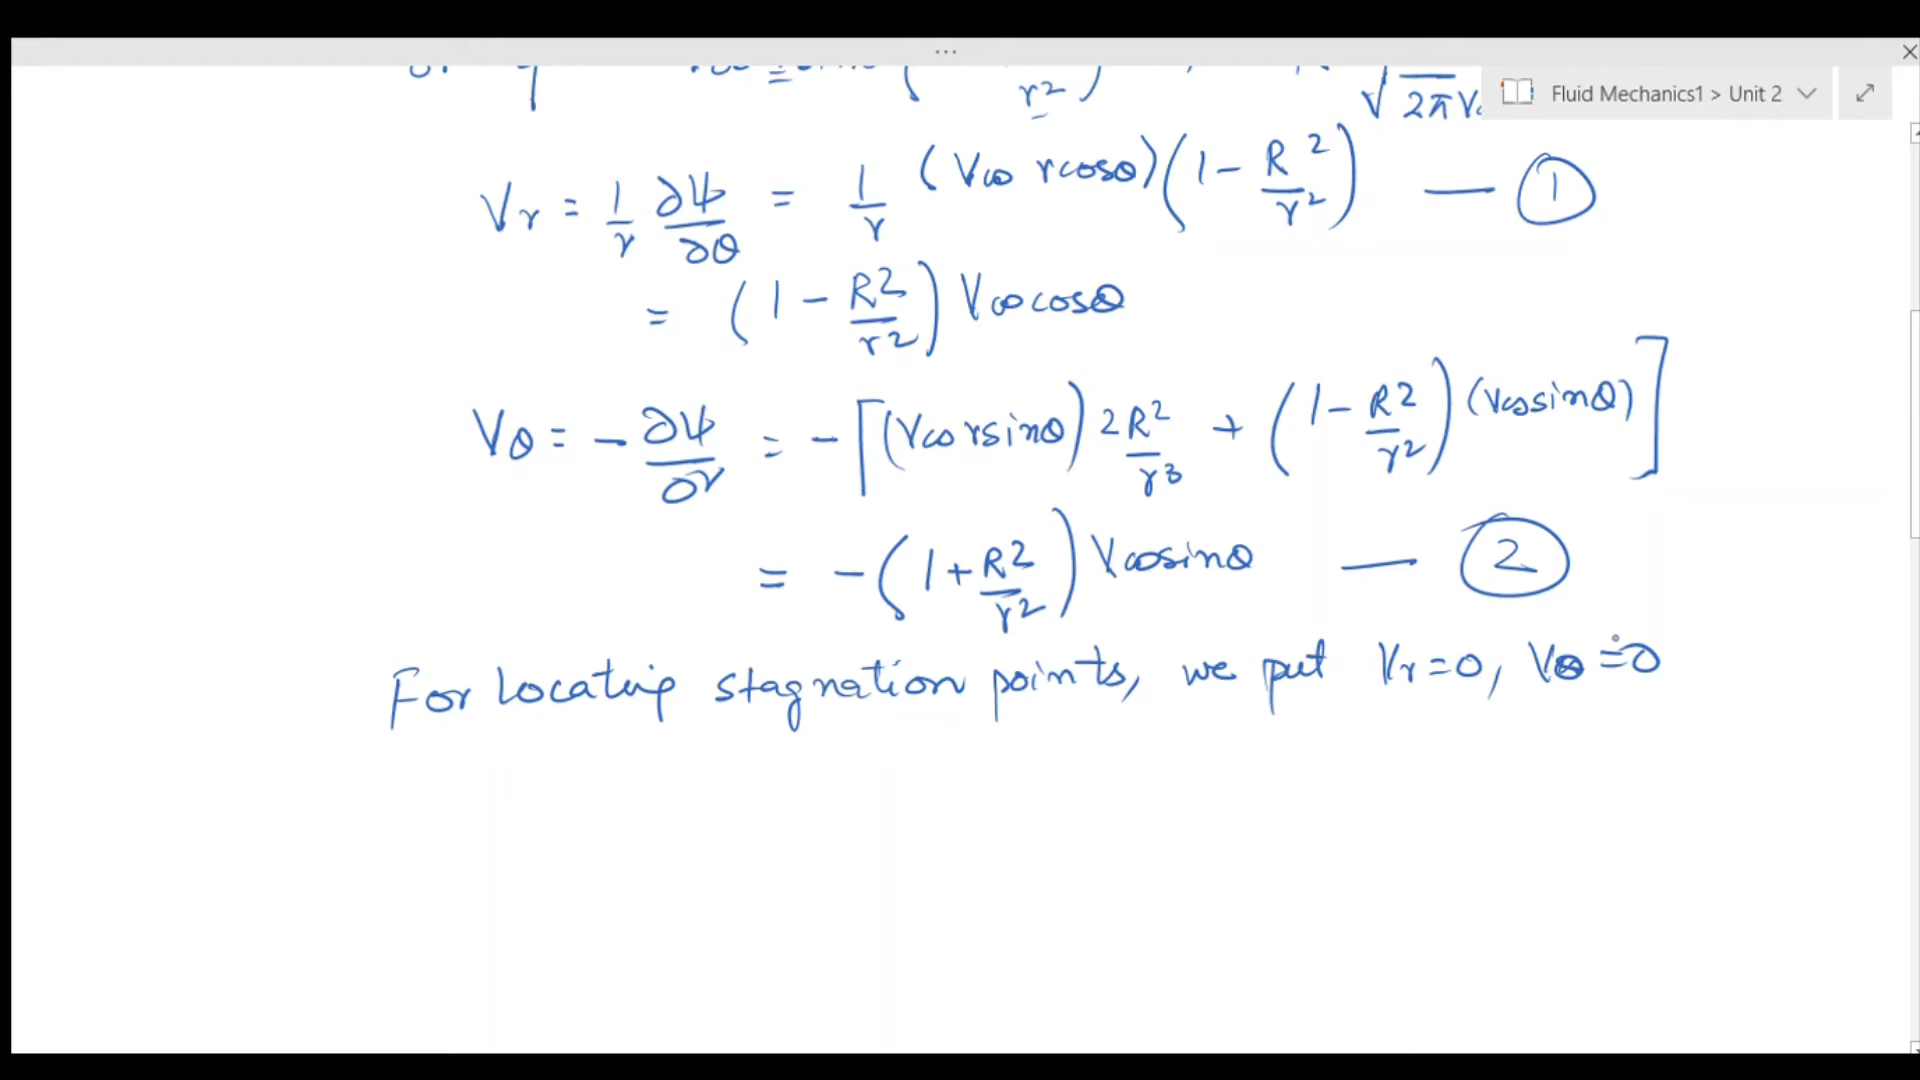 ...
r²
√ 2π V
Fluid Mechanics1 > Unit 2
Vr = 1/r ∂ψ/∂θ = 1/r (V∞ rcosθ)(1 - R²/r²) — ①
= (1 - R²/r²) V∞cosθ
Vθ = - ∂ψ/∂r = - [(V∞ rsinθ) 2R²/r³ + (1 - R²/r²)(V∞sinθ)]
= -(1 + R²/r²) V∞sinθ — ②
For locating stagnation points, we put Vr=0, Vθ=0